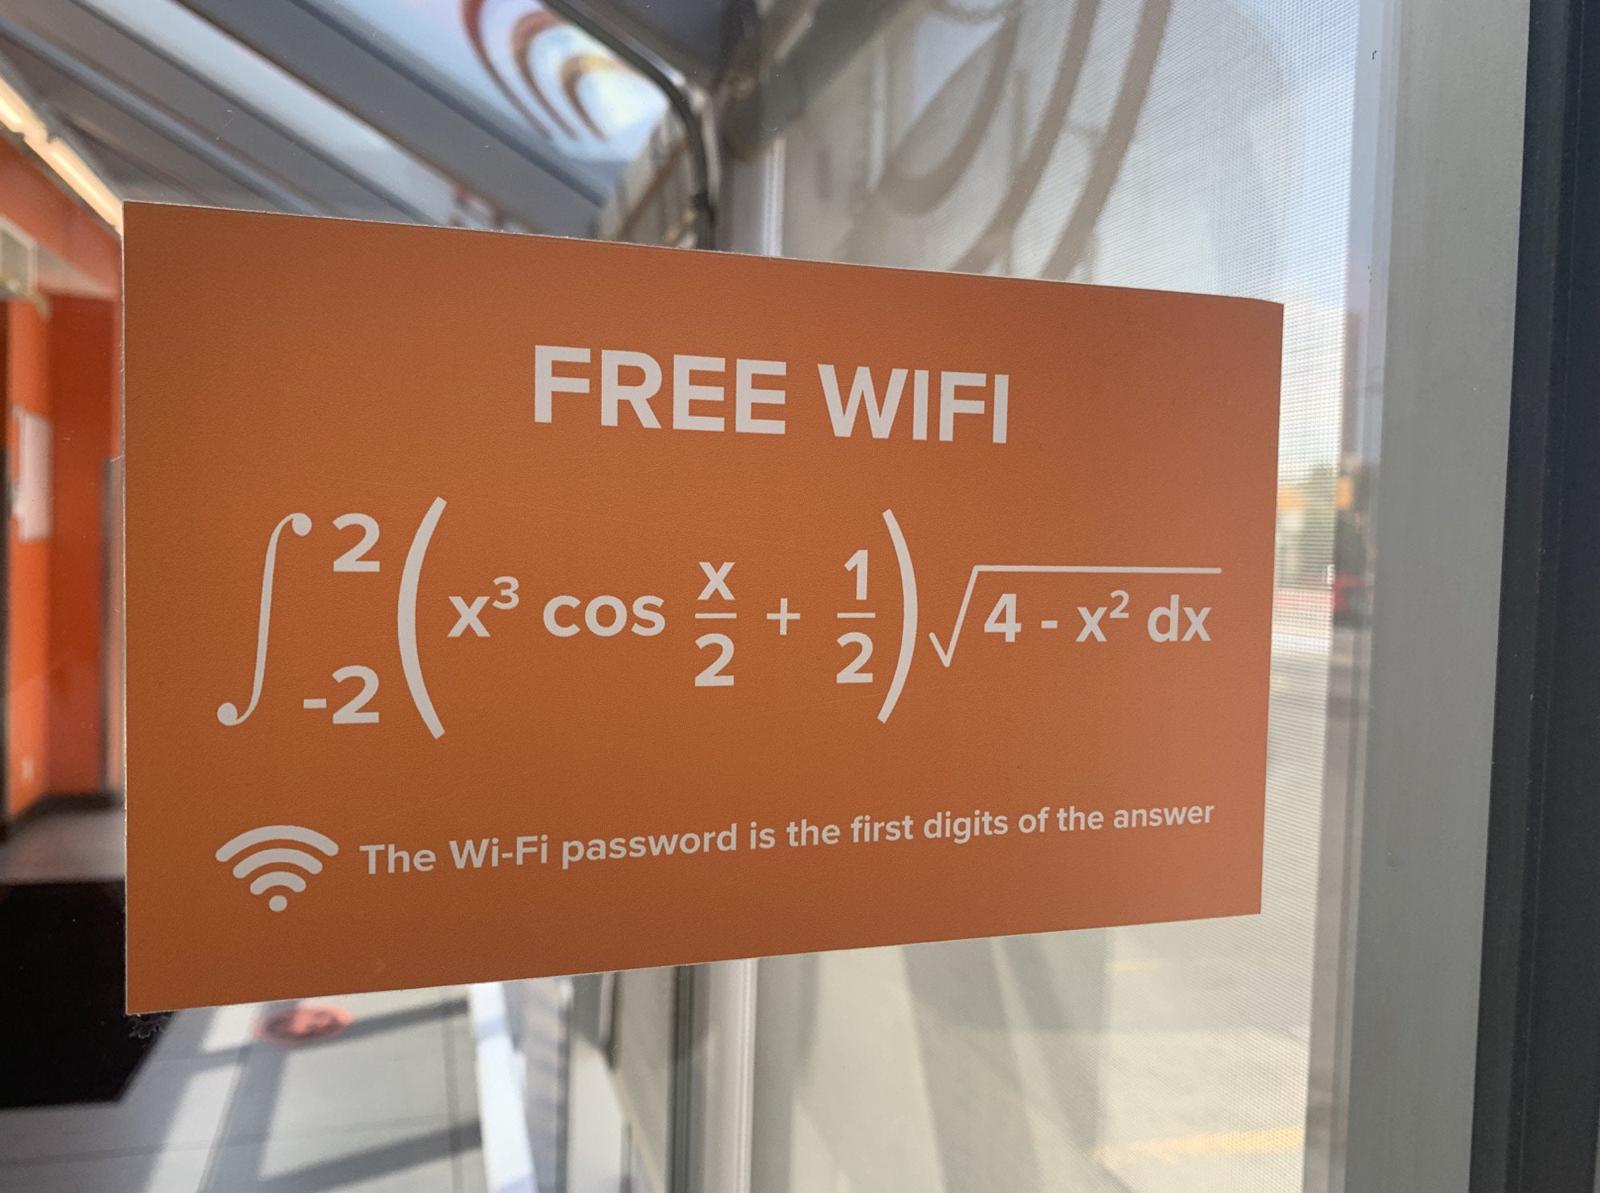 FREE WIFI
∫₋₂² (x³ cos x/2 + 1/2) √(4 - x² dx)
The Wi-Fi password is the first digits of the answer